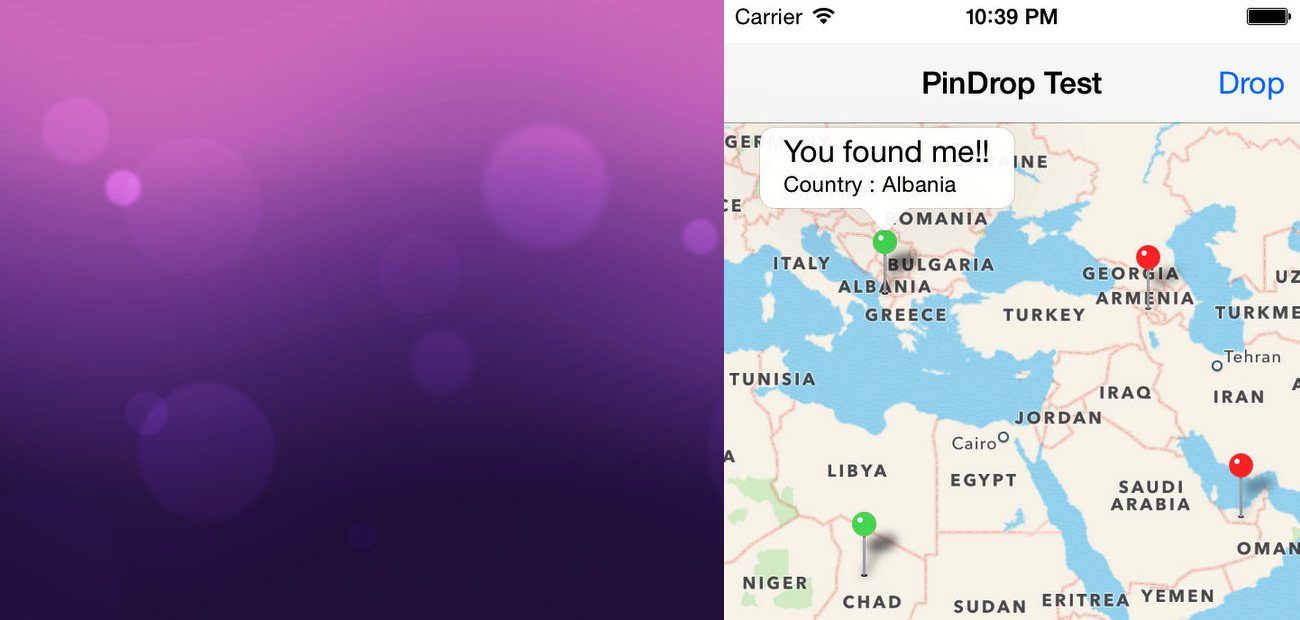 Carrier 10:39 PM
PinDrop Test Drop
You found me!!
Country : Albania
AINE
ROMANIA
ITALY
BULGARIA
ALBANIA
GREECE
GEORGIA
ARMENIA
UZ
TURKEY
TURKME
Tehran
TUNISIA
IRAQ
IRAN
JORDAN
Cairo
LIBYA
EGYPT
SAUDI
ARABIA
OMAN
NIGER
CHAD
SUDAN
ERITREA
YEMEN